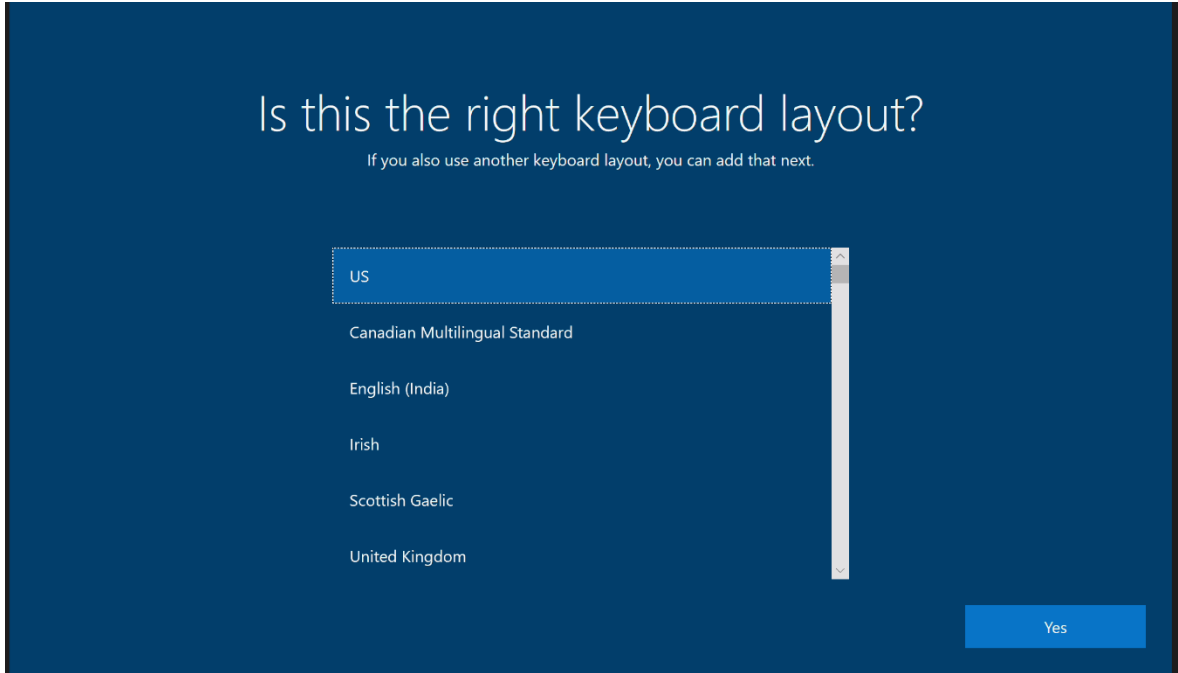 Is this the right keyboard layout?
If you also use another keyboard layout, you can add that next.
US
Canadian Multilingual Standard
English (India)
Irish
Scottish Gaelic
United Kingdom
Yes